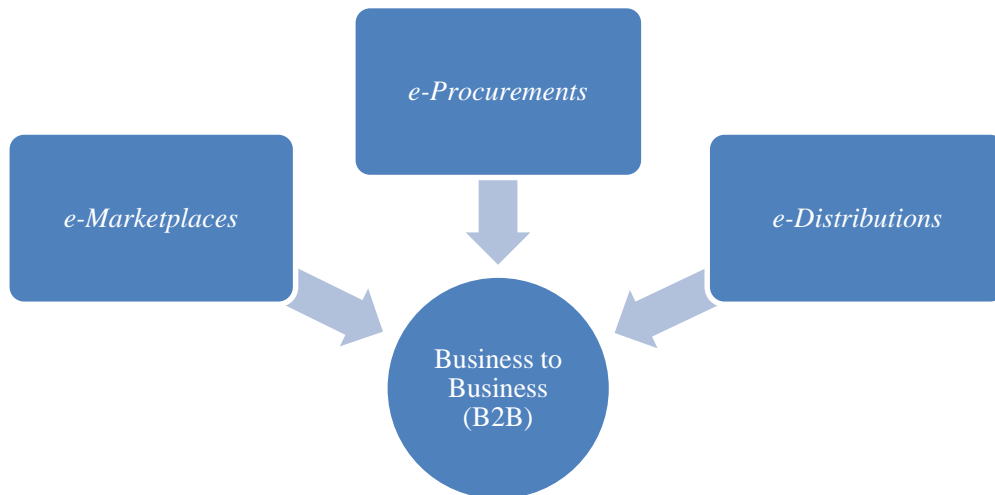 e-Procurements
e-Marketplaces
e-Distributions
Business to
Business
(B2B)